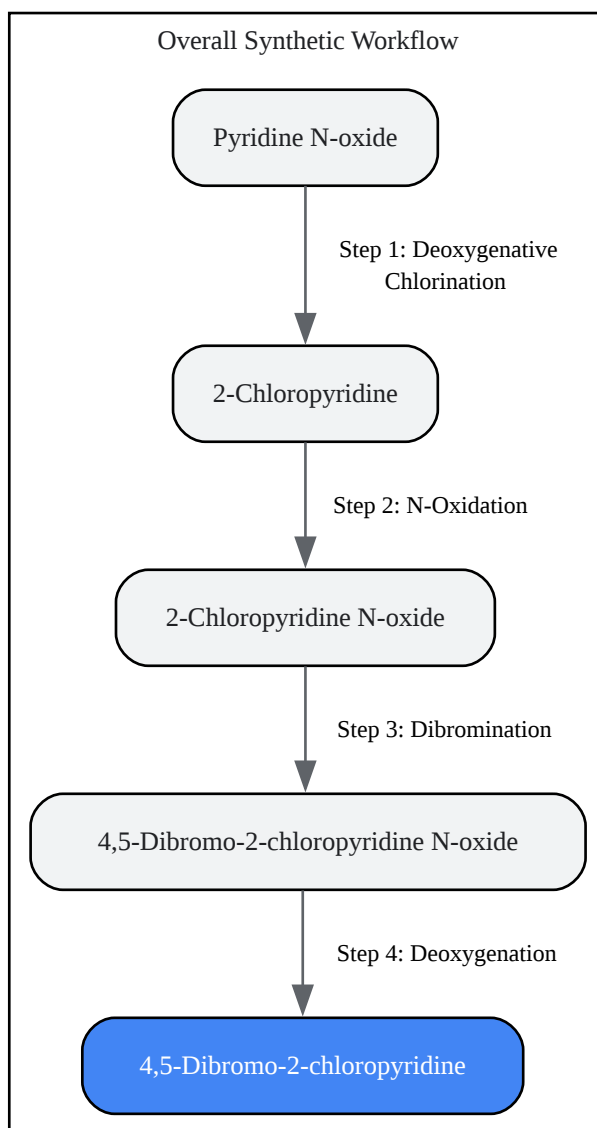 Overall Synthetic Workflow
Pyridine N-oxide
Step 1: Deoxygenative
Chlorination
2-Chloropyridine
Step 2: N-Oxidation
2-Chloropyridine N-oxide
Step 3: Dibromination
4,5-Dibromo-2-chloropyridine N-oxide
Step 4: Deoxygenation
4,5-Dibromo-2-chloropyridine